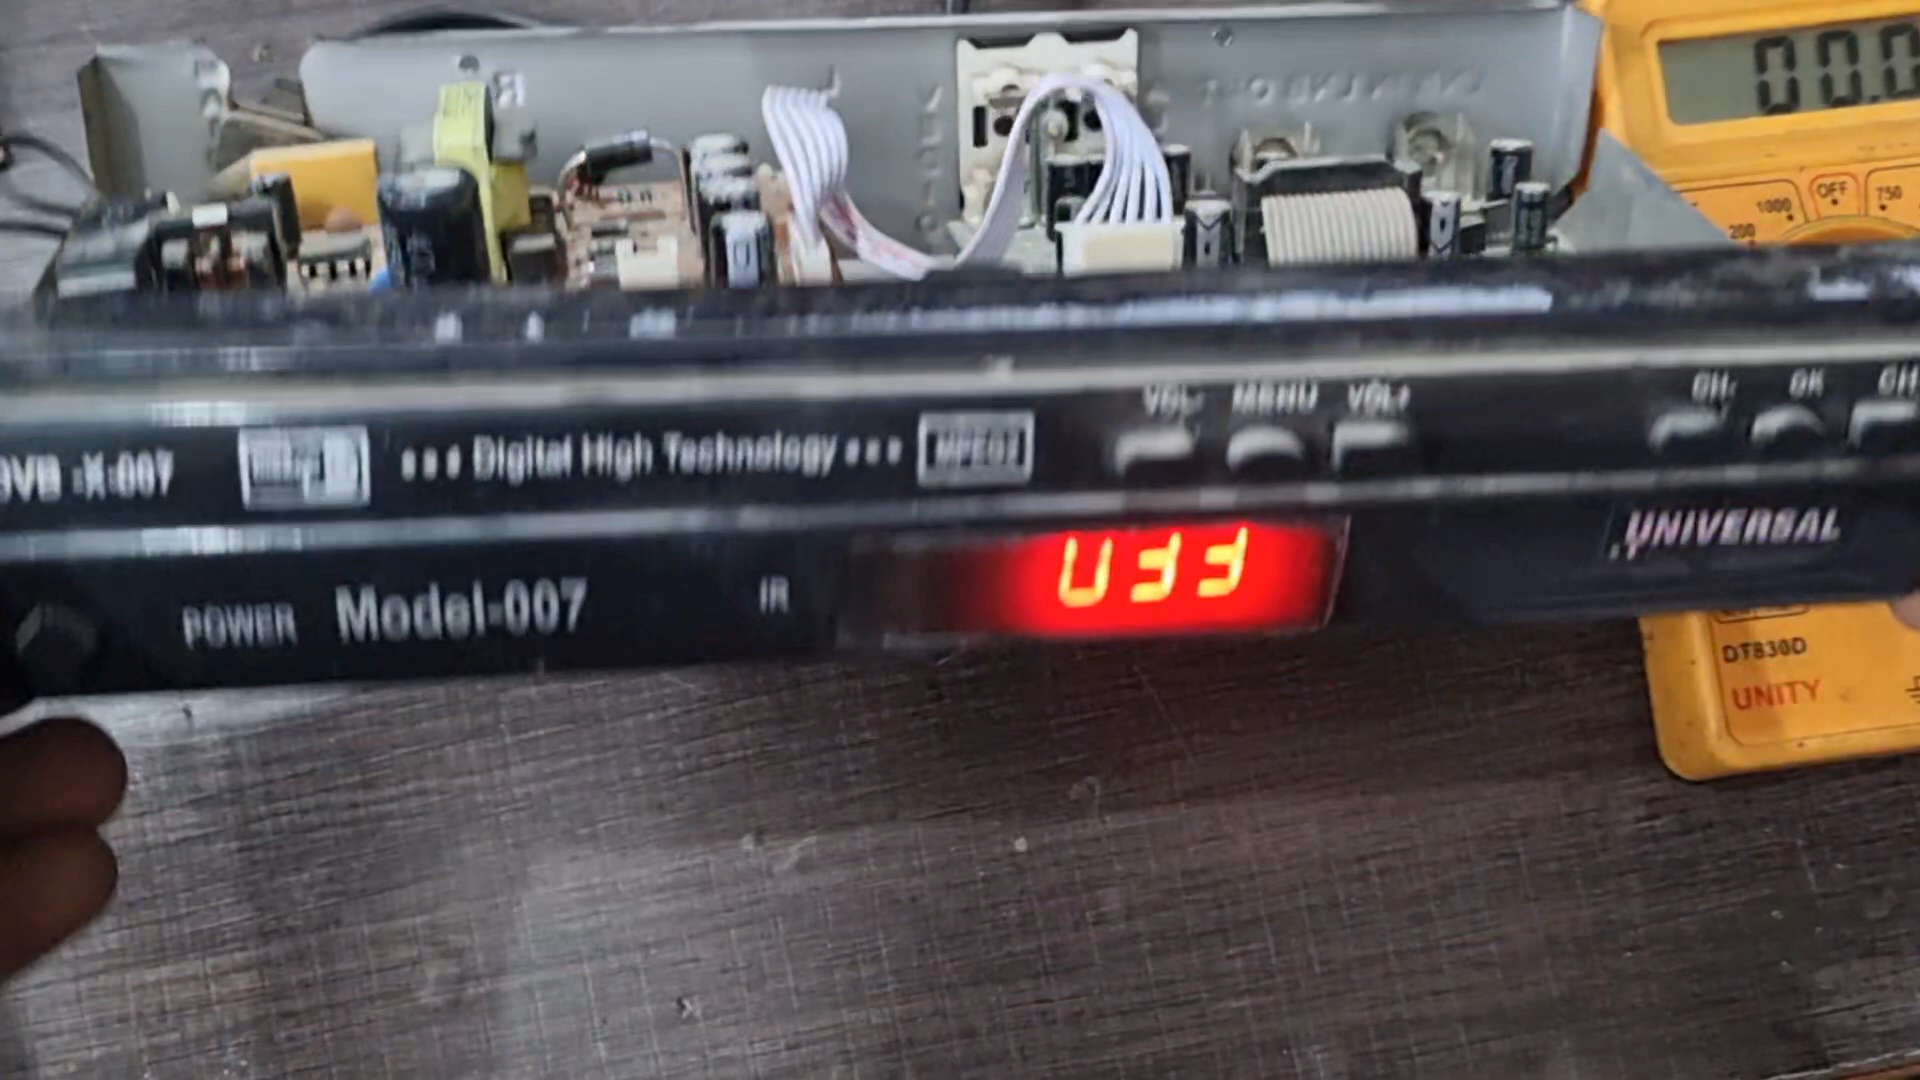 00.0
OFF
1000
750
200
VOL-
MENU
VOL+
CH-
OK
CH
DVB -X-007
••• Digital High Technology •••
MPEG2
UNIVERSAL
POWER
Model-007
IR
DT830D
UNITY